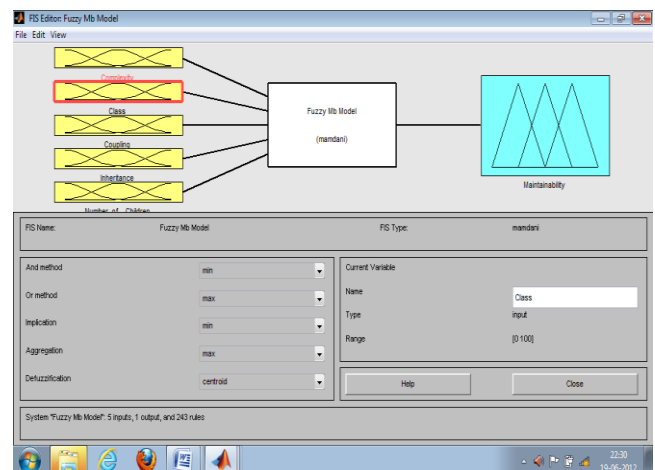 FIS Editor: Fuzzy Mb Model
File Edit View
Complexity
Class
Coupling
Inheritance
Number of Children
Fuzzy Mb Model
(mamdani)
Maintainability
FIS Name: Fuzzy Mb Model FIS Type: mamdani
And method min
Or method max
Implication min
Aggregation max
Defuzzification centroid
Current Variable
Name Class
Type input
Range [0 100]
Help Close
System "Fuzzy Mb Model": 5 inputs, 1 output, and 243 rules
22:30
19-06-2012